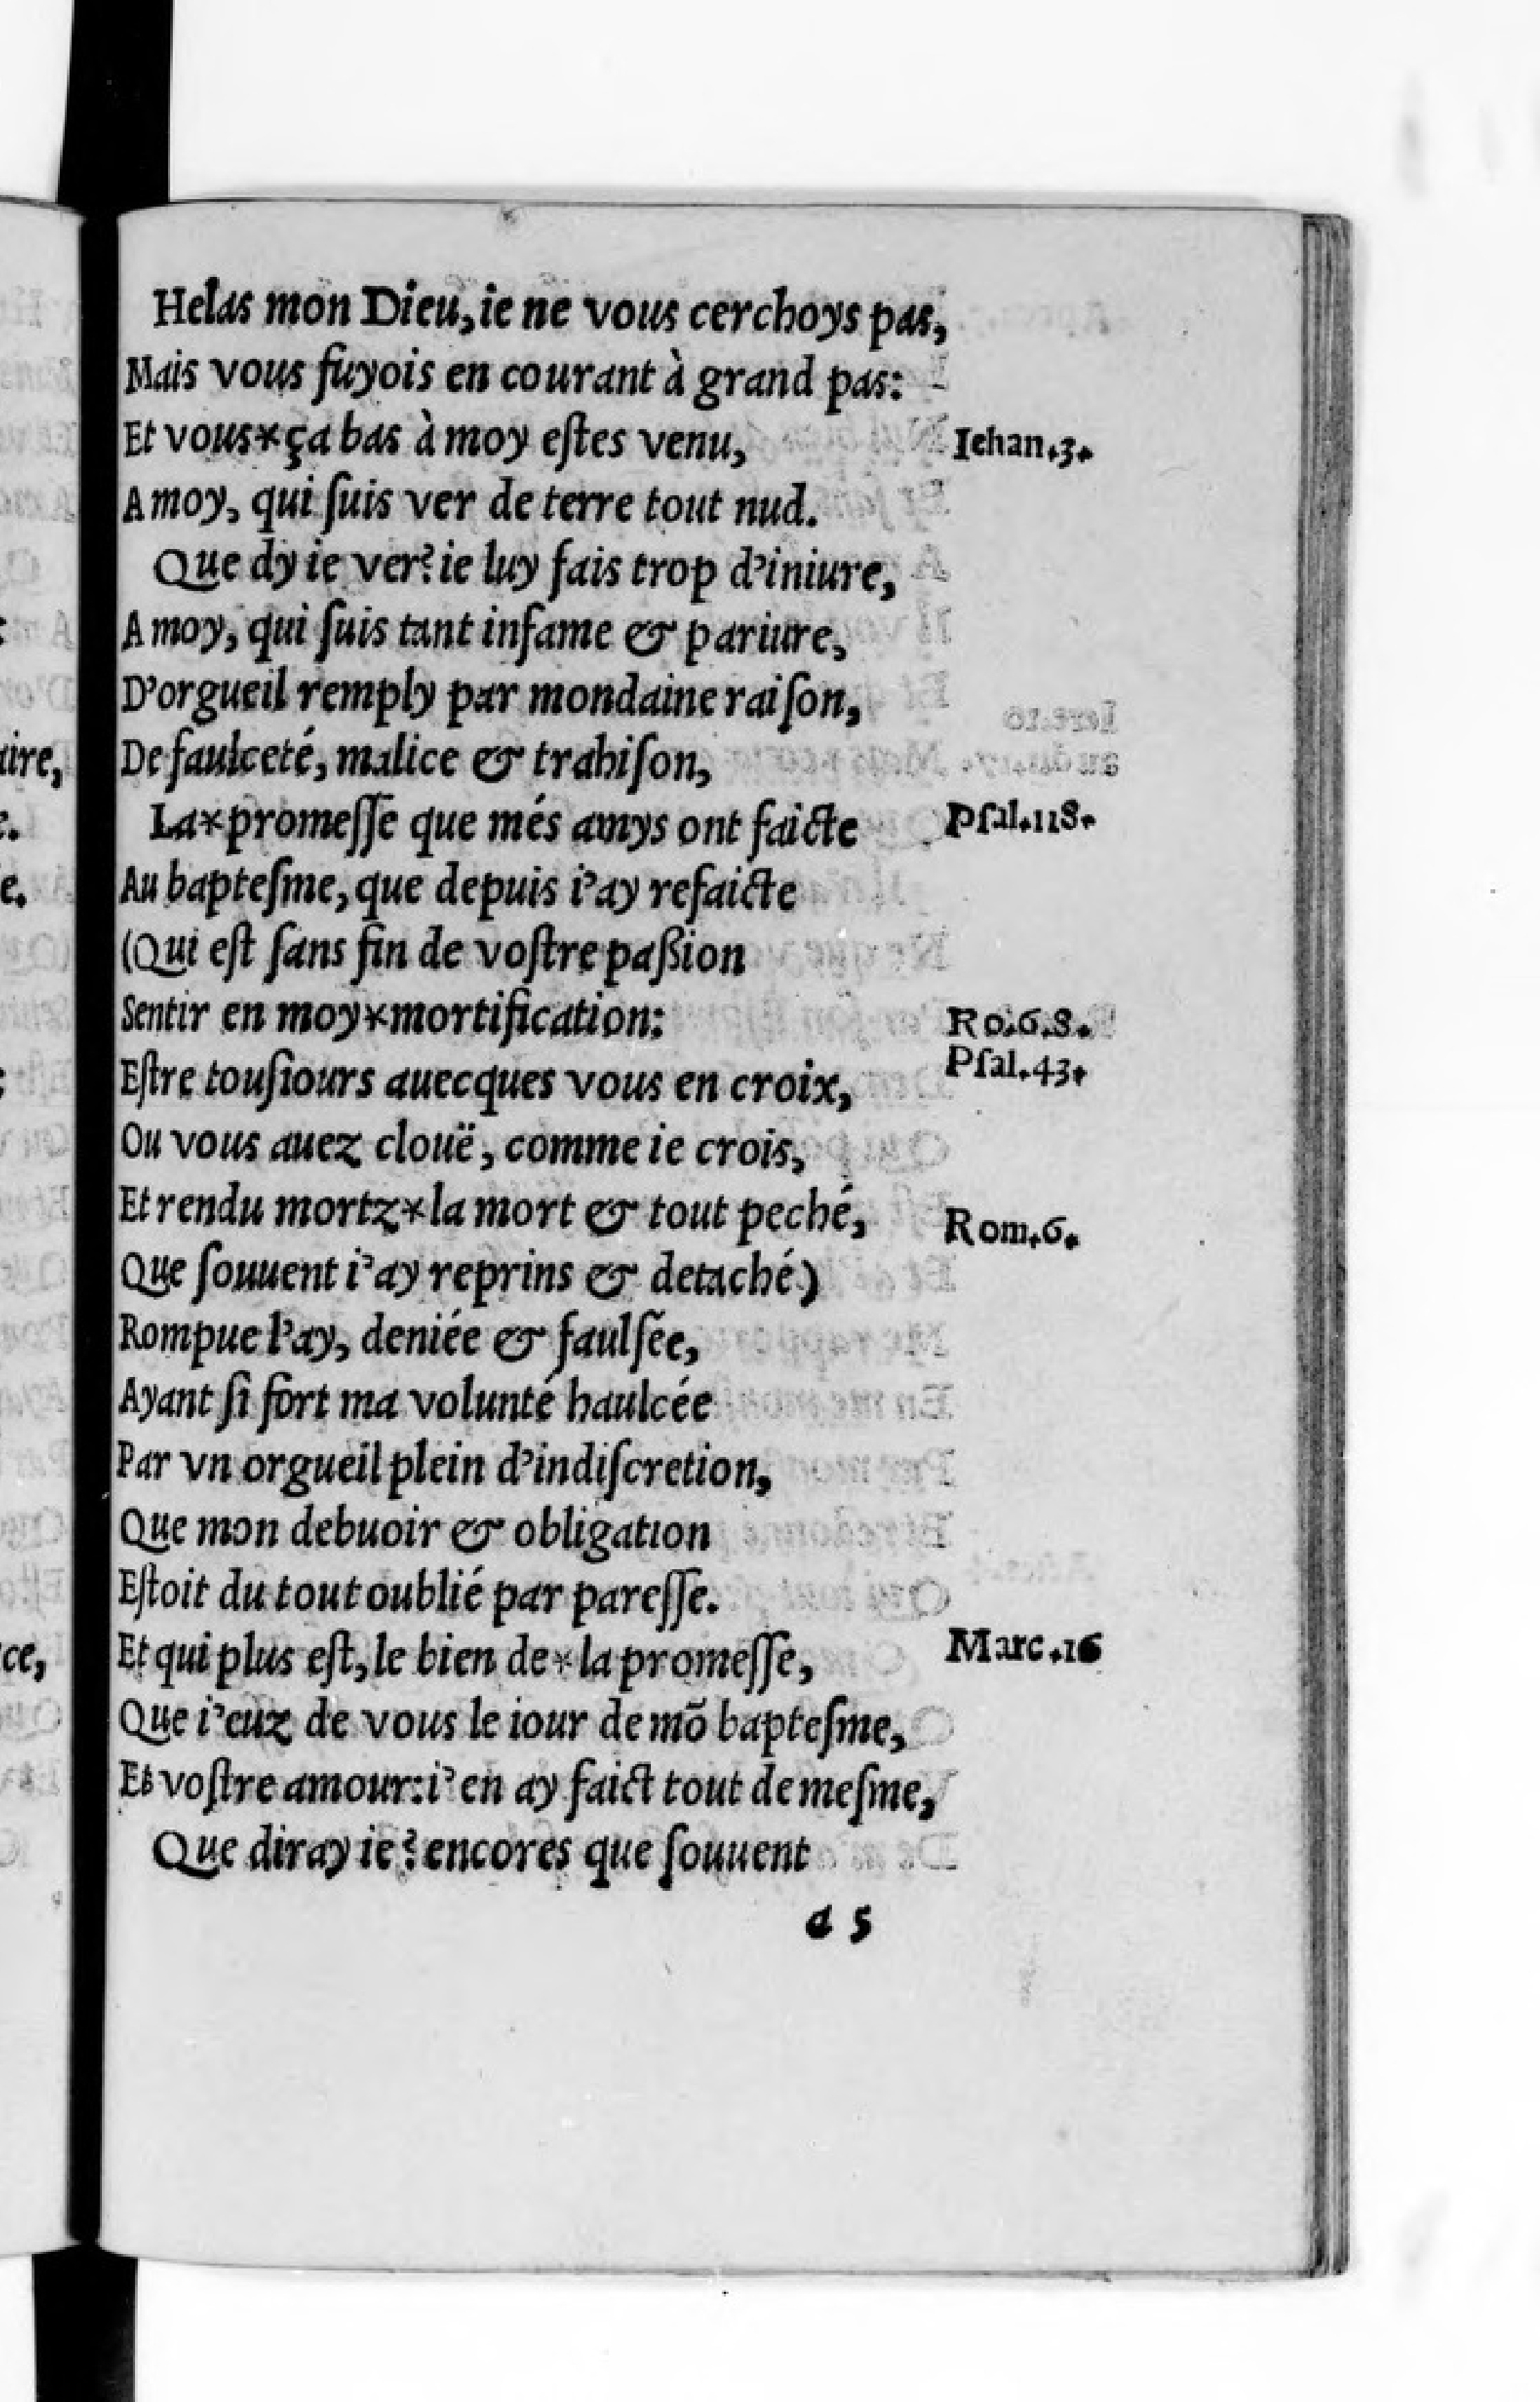 Helas mon Dieu, ie ne vous cerchoys pas,
Mais vous fuyois en courant à grand pas:
Et vous*ça bas à moy eſtes venu, Iehan.3.
A moy, qui ſuis ver de terre tout nud.
Que dy ie ver? ie luy fais trop d'iniure,
A moy, qui ſuis tant infame & pariure,
D'orgueil remply par mondaine raiſon,
De faulceté, malice & trahiſon,
La*promeſſe que més amys ont faicte Pſal.118.
Au bapteſme, que depuis i'ay refaicte
(Qui eſt ſans fin de voſtre paßion
Sentir en moy*mortification: Ro.6.8.
Eſtre touſiours auecques vous en croix, Pſal.43.
Ou vous auez clouë, comme ie crois,
Et rendu mortz*la mort & tout peché, Rom.6.
Que ſouuent i'ay reprins & detaché)
Rompue l'ay, deniée & faulſée,
Ayant ſi fort ma volunté haulcée
Par vn orgueil plein d'indiſcretion,
Que mon debuoir & obligation
Eſtoit du tout oublié par pareſſe.
Et qui plus eſt, le bien de*la promeſſe, Marc.16
Que i'euz de vous le iour de mõ bapteſme,
Et voſtre amour: i'en ay faict tout de meſme,
Que diray ie? encores que ſouuent
a 5